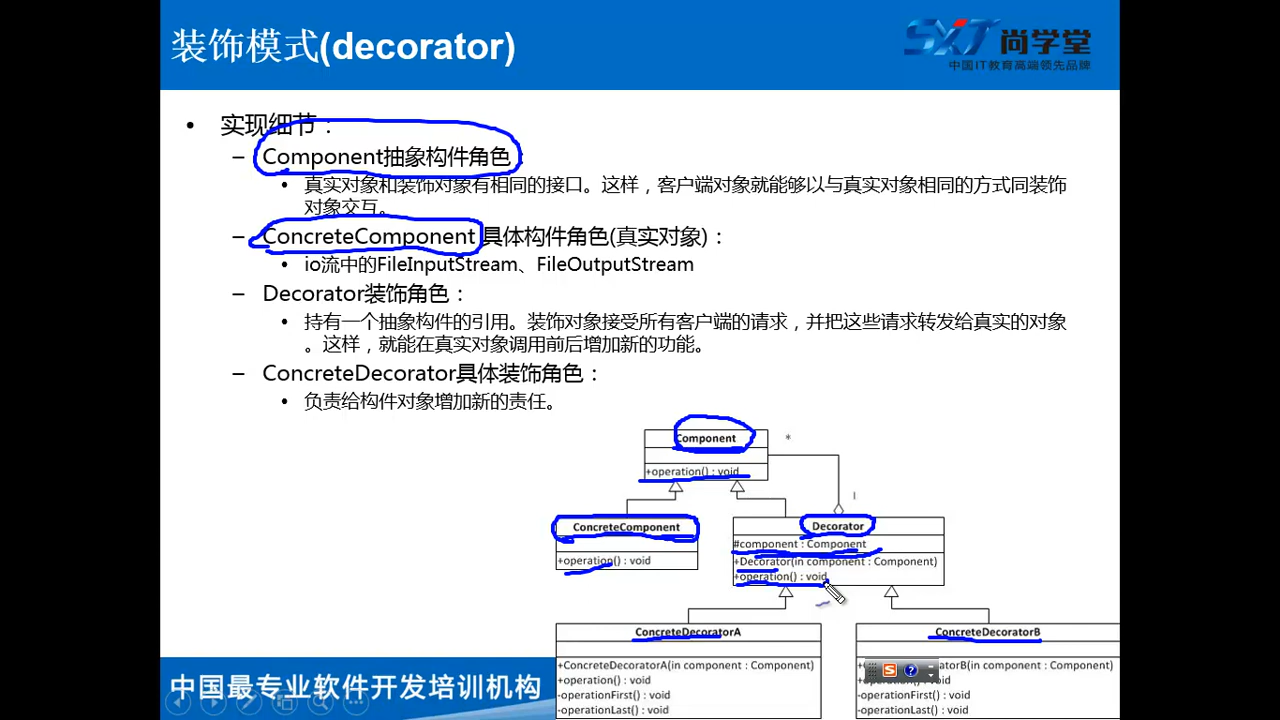 装饰模式(decorator)
SXT 尚学堂
中国IT教育高端领先品牌
• 实现细节：
– Component抽象构件角色
• 真实对象和装饰对象有相同的接口。这样，客户端对象就能够以与真实对象相同的方式同装饰
对象交互。
– ConcreteComponent 具体构件角色(真实对象)：
• io流中的FileInputStream、FileOutputStream
– Decorator装饰角色：
• 持有一个抽象构件的引用。装饰对象接受所有客户端的请求，并把这些请求转发给真实的对象
。这样，就能在真实对象调用前后增加新的功能。
– ConcreteDecorator具体装饰角色：
• 负责给构件对象增加新的责任。
Component
*
+operation() : void
1
ConcreteComponent
+operation() : void
Decorator
#component : Component
+Decorator(in component : Component)
+operation() : void
ConcreteDecoratorA
+ConcreteDecoratorA(in component : Component)
+operation() : void
-operationFirst() : void
-operationLast() : void
ConcreteDecoratorB
atorB(in component : Component)
-operationFirst() : void
-operationLast() : void
中国最专业软件开发培训机构